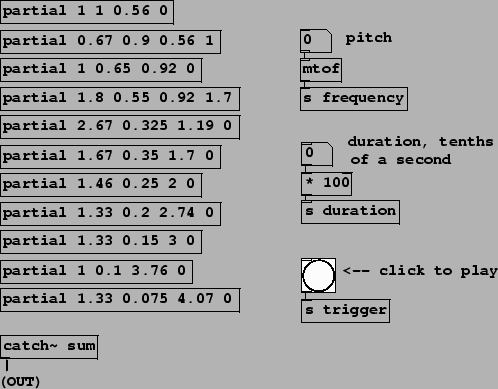 partial 1 1 0.56 0
partial 0.67 0.9 0.56 1
partial 1 0.65 0.92 0
partial 1.8 0.55 0.92 1.7
partial 2.67 0.325 1.19 0
partial 1.67 0.35 1.7 0
partial 1.46 0.25 2 0
partial 1.33 0.2 2.74 0
partial 1.33 0.15 3 0
partial 1 0.1 3.76 0
partial 1.33 0.075 4.07 0
catch~ sum
(OUT)
0 pitch
mtof
s frequency
0 duration, tenths
of a second
* 100
s duration
<-- click to play
s trigger